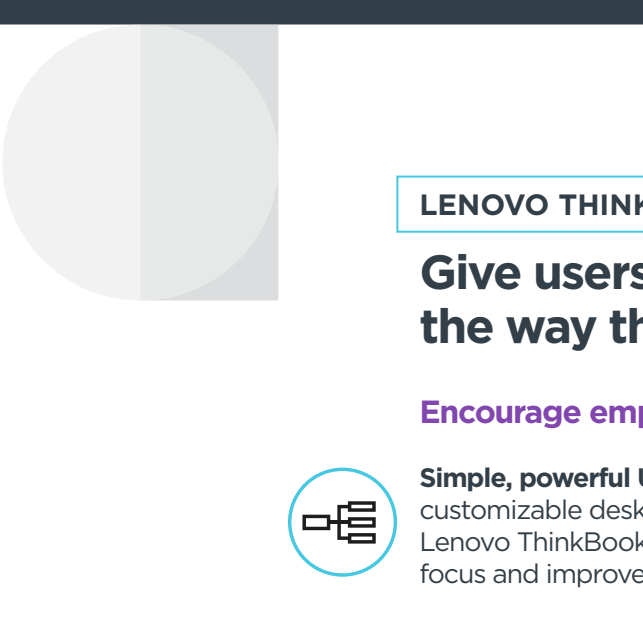 LENOVO THINK
Give users
the way th
Encourage emp
Simple, powerful U
customizable desk
Lenovo ThinkBook
focus and improve